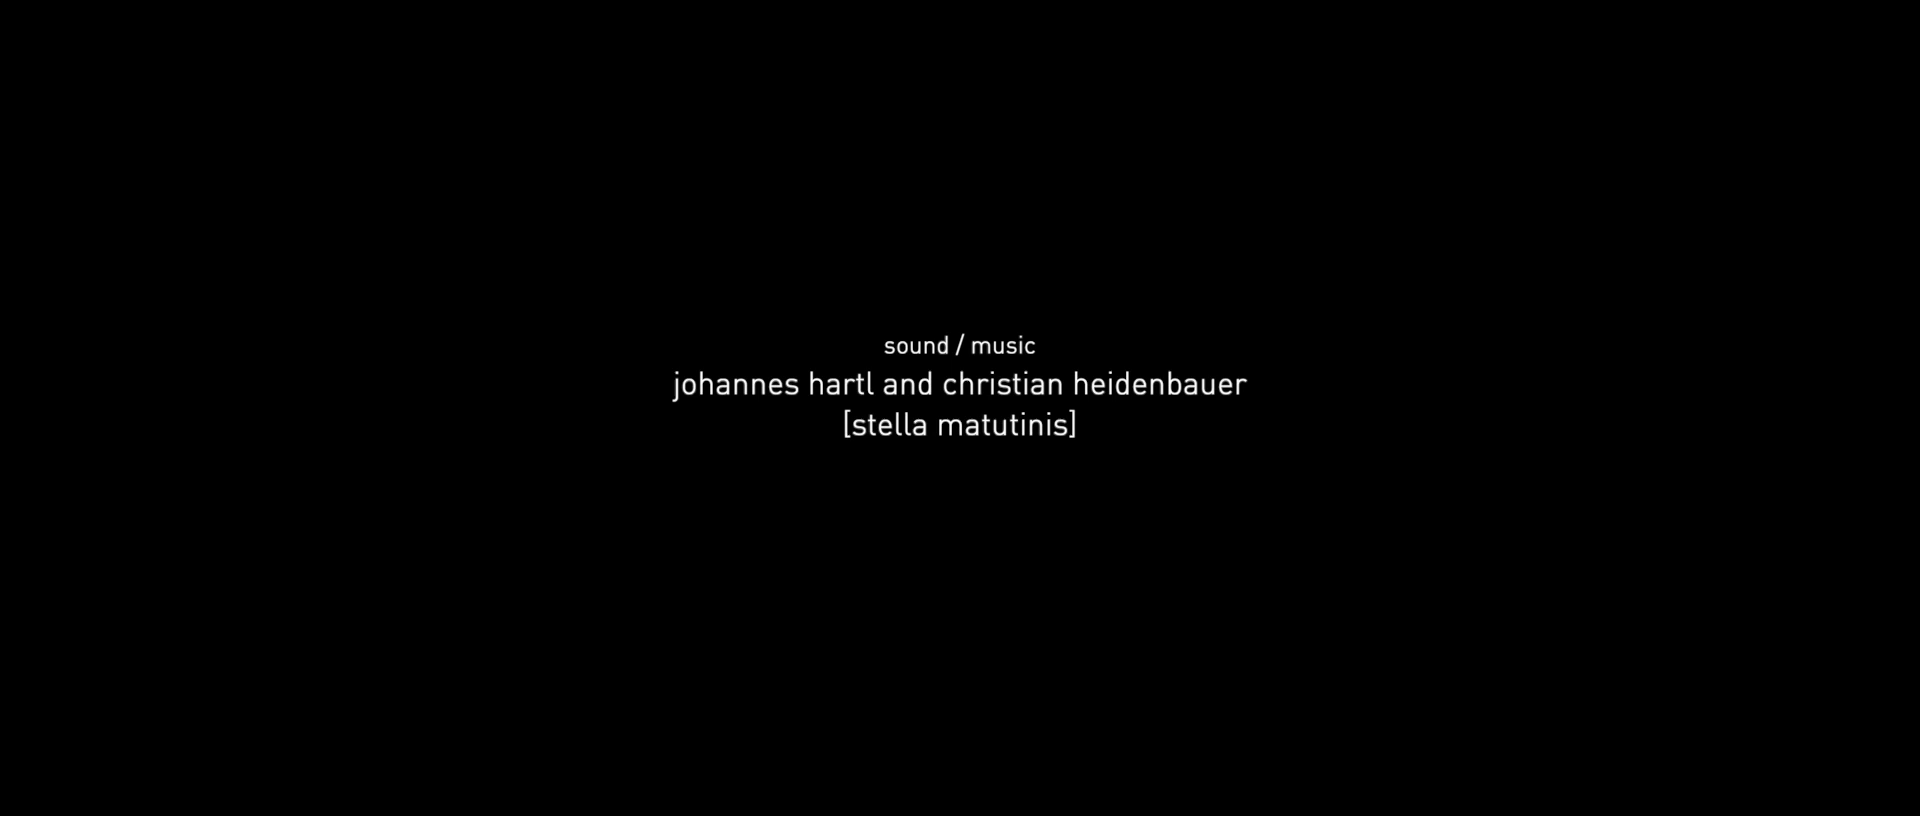 sound / music
johannes hartl and christian heidenbauer
[stella matutinis]